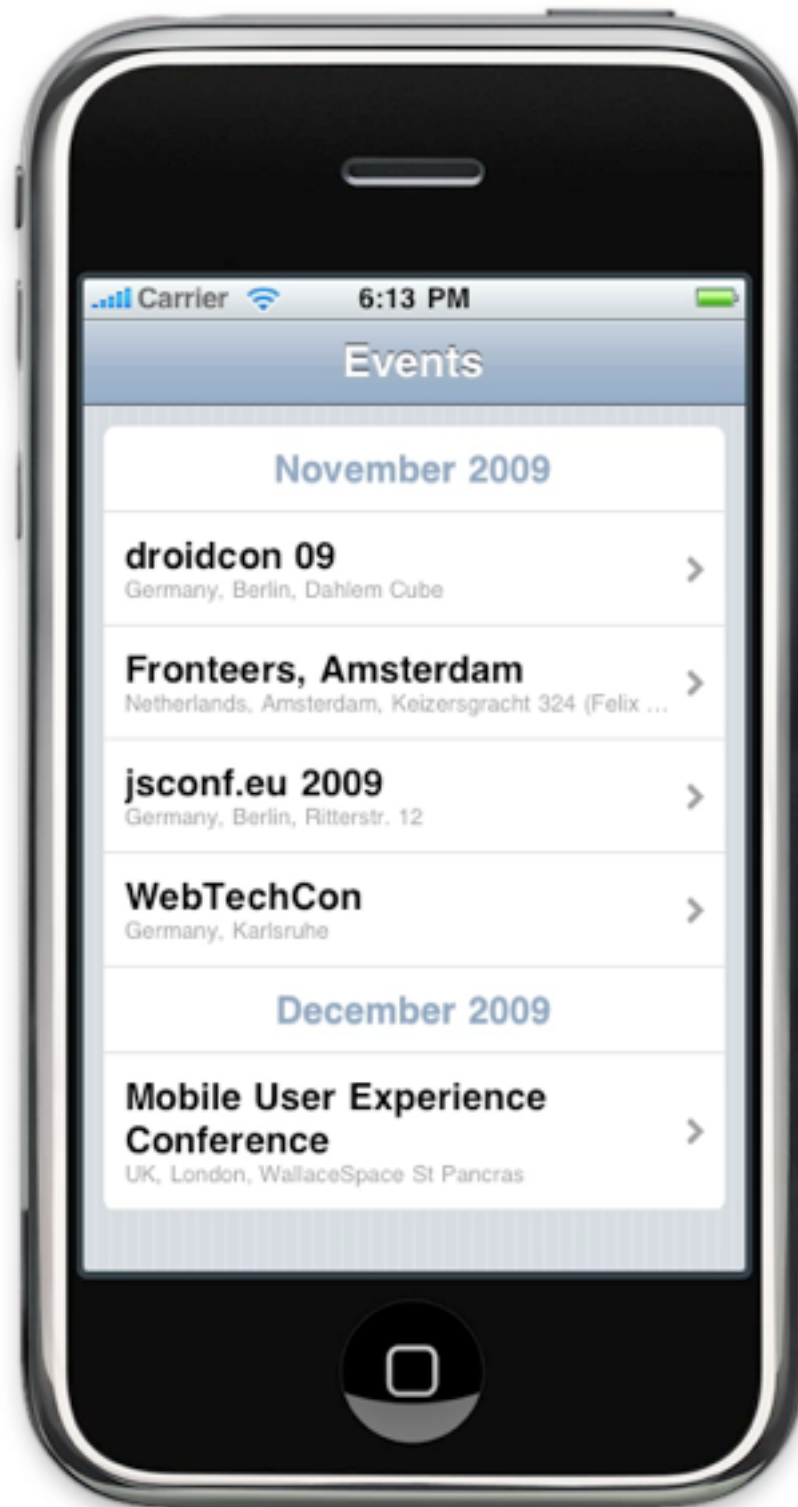 Carrier 6:13 PM
Events
November 2009
droidcon 09
Germany, Berlin, Dahlem Cube
Fronteers, Amsterdam
Netherlands, Amsterdam, Keizersgracht 324 (Felix ...
jsconf.eu 2009
Germany, Berlin, Ritterstr. 12
WebTechCon
Germany, Karlsruhe
December 2009
Mobile User Experience
Conference
UK, London, WallaceSpace St Pancras